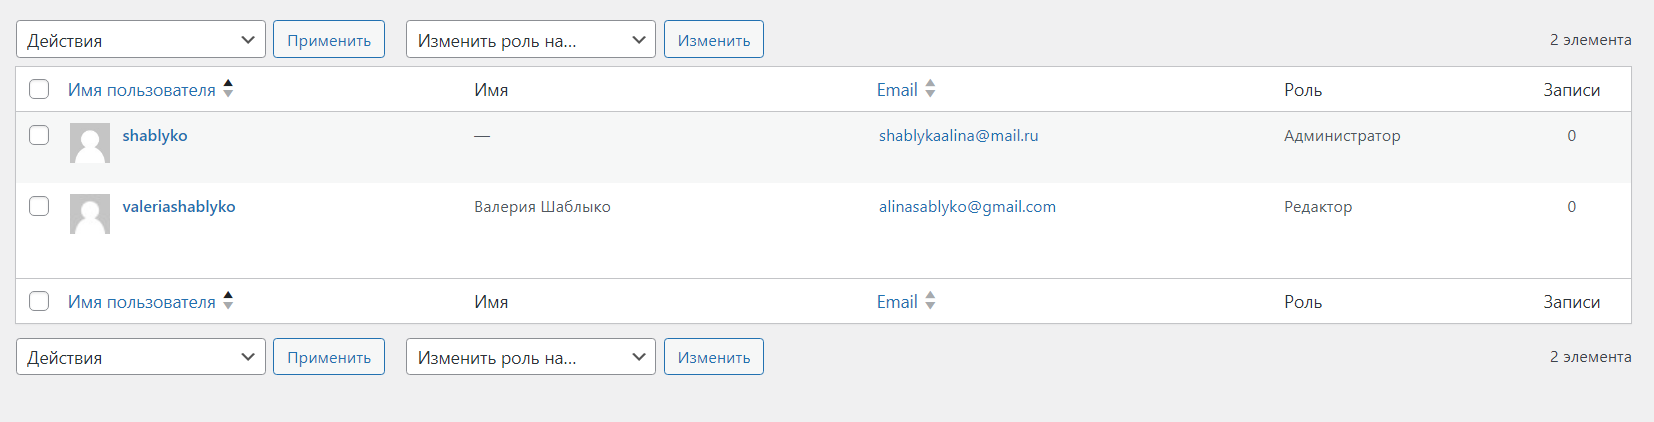 Действия Применить Изменить роль на... Изменить 2 элемента
Имя пользователя Имя Email Роль Записи
shablyko — shablykaalina@mail.ru Администратор 0
valeriashablyko Валерия Шаблыко alinasablyko@gmail.com Редактор 0
Имя пользователя Имя Email Роль Записи
Действия Применить Изменить роль на... Изменить 2 элемента